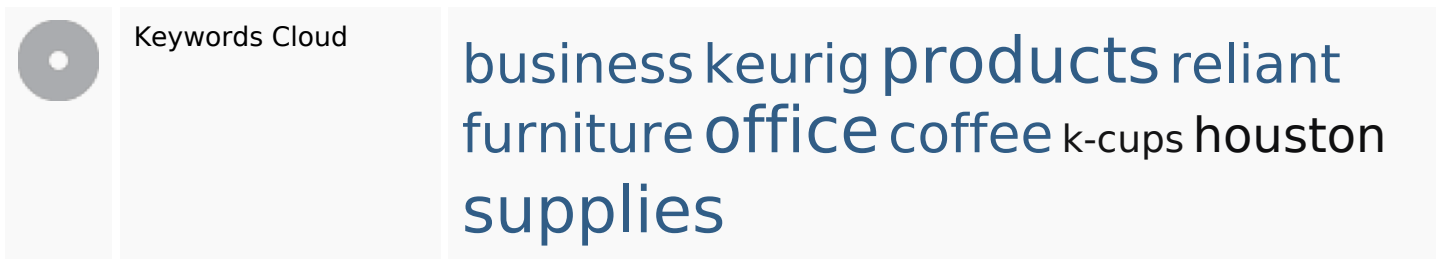 Keywords Cloud
business keurig products reliant
furniture office coffee k-cups houston
supplies